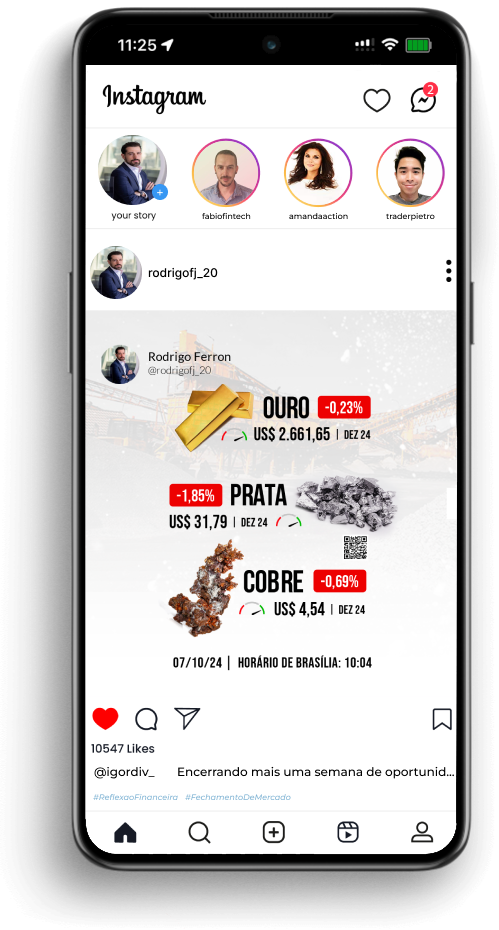 11:25
Instagram
2
your story
fabiofintech
amandaaction
traderpietro
rodrigofj_20
Rodrigo Ferron
@rodrigofj_20
OURO -0,23%
US$ 2.661,65 | DEZ 24
-1,85% PRATA
US$ 31,79 | DEZ 24
COBRE -0,69%
US$ 4,54 | DEZ 24
07/10/24 | HORÁRIO DE BRASÍLIA: 10:04
10547 Likes
@igordiv_ Encerrando mais uma semana de oportunid...
#ReflexaoFinanceira #FechamentoDeMercado